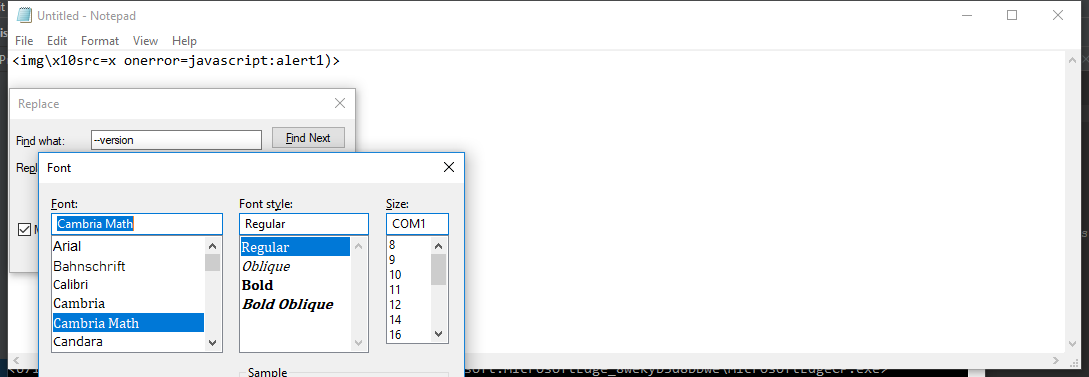 Untitled - Notepad
File Edit Format View Help
<img\x10src=x onerror=javascript:alert1)>
Replace
Find what: --version Find Next
Repl
Font
Font: Font style: Size:
Cambria Math Regular COM1
Arial Regular 8
Bahnschrift Oblique 9
Calibri Bold 10
Cambria Bold Oblique 11
Cambria Math 12
Candara 14
16
Sample